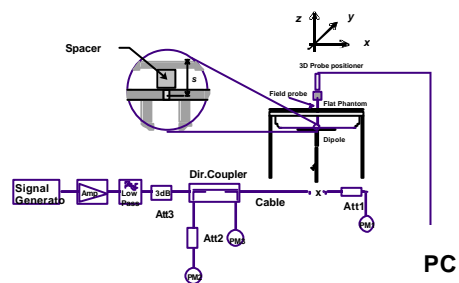 z
y
x
Spacer
s
3D Probe positioner
Field probe
Flat Phantom
Dipole
Signal
Generato
Amp
Low
Pass
3dB
Att3
Dir.Coupler
Cable
x
Att1
Att2
PM3
PM1
PM2
PC